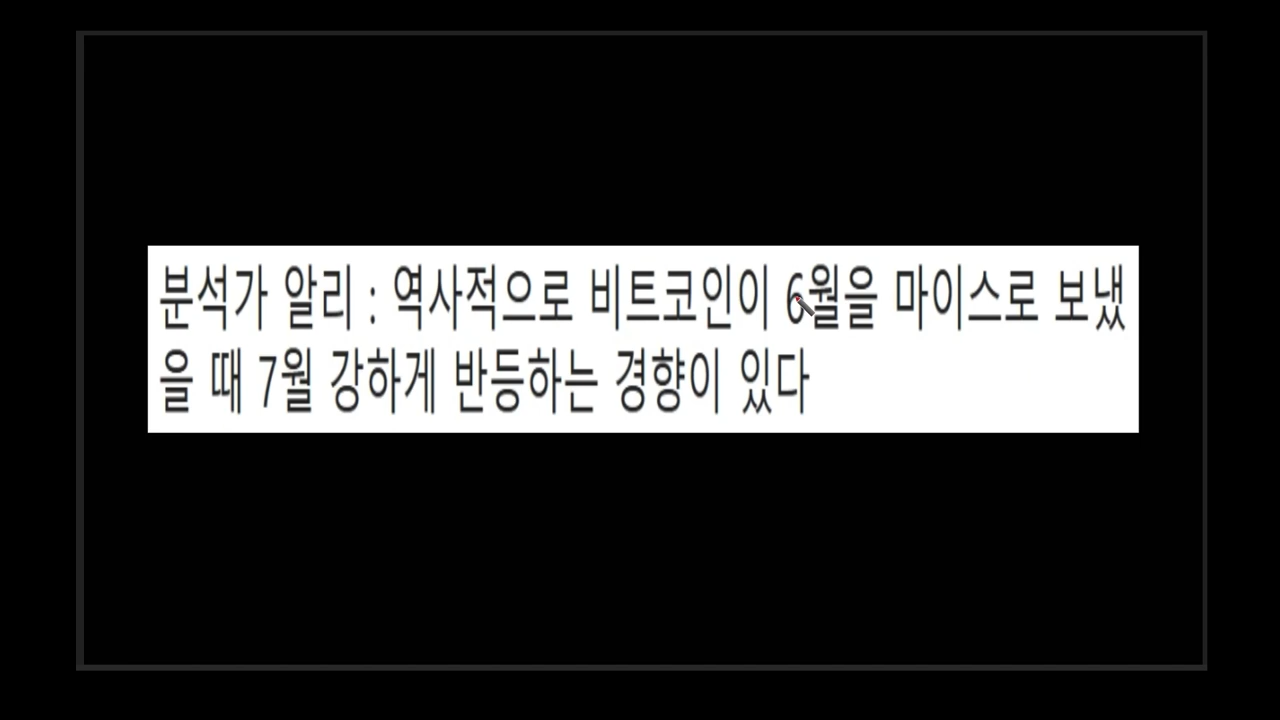 분석가 알리 : 역사적으로 비트코인이 6월을 마이스로 보냈
을 때 7월 강하게 반등하는 경향이 있다